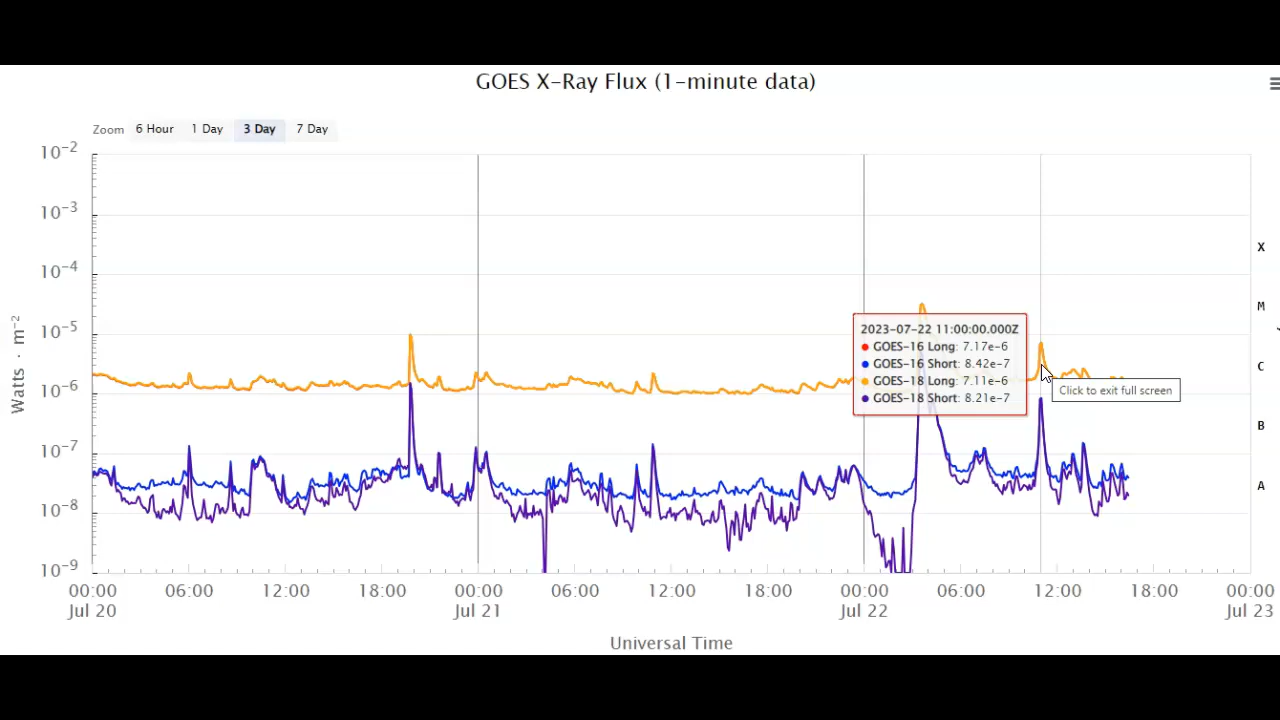 GOES X-Ray Flux (1-minute data)
Zoom 6 Hour 1 Day 3 Day 7 Day
10-2
10-3
10-4
10-5
10-6
10-7
10-8
10-9
Watts · m-2
X
M
C
B
A
2023-07-22 11:00:00.000Z
GOES-16 Long: 7.17e-6
GOES-16 Short: 8.42e-7
GOES-18 Long: 7.11e-6
GOES-18 Short: 8.21e-7
Click to exit full screen
00:00 06:00 12:00 18:00 00:00 06:00 12:00 18:00 00:00 06:00 12:00 18:00 00:00
Jul 20 Jul 21 Jul 22 Jul 23
Universal Time